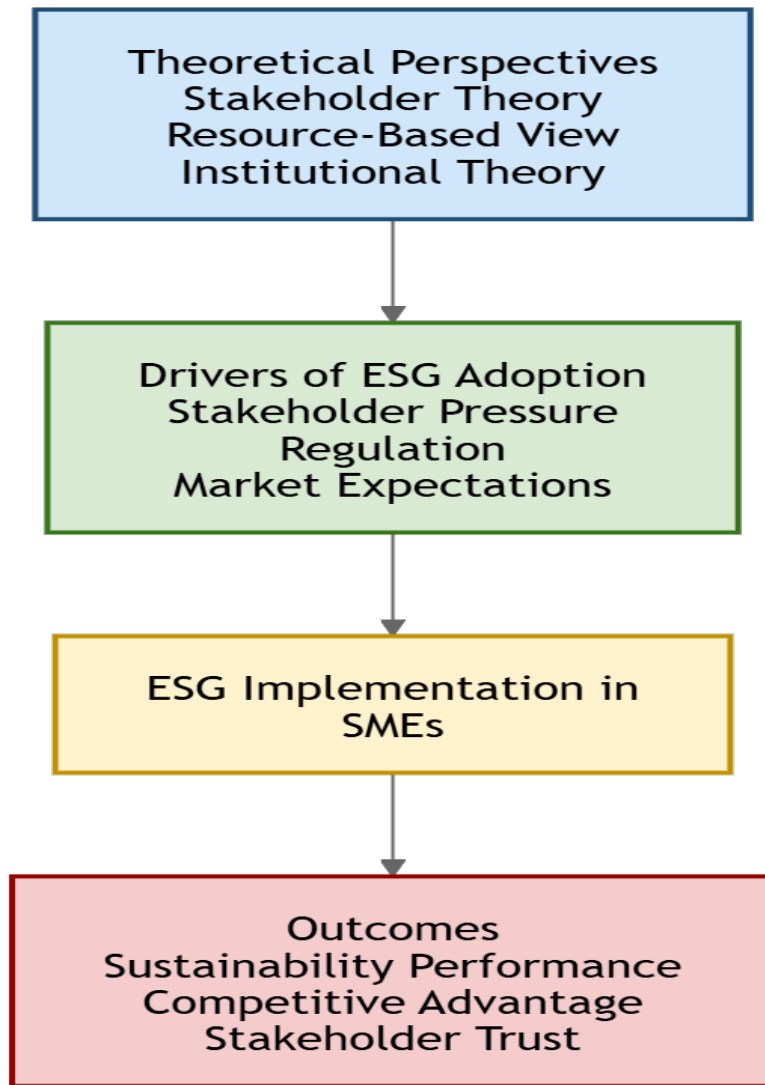 Theoretical Perspectives
Stakeholder Theory
Resource-Based View
Institutional Theory
Drivers of ESG Adoption
Stakeholder Pressure
Regulation
Market Expectations
ESG Implementation in
SMEs
Outcomes
Sustainability Performance
Competitive Advantage
Stakeholder Trust